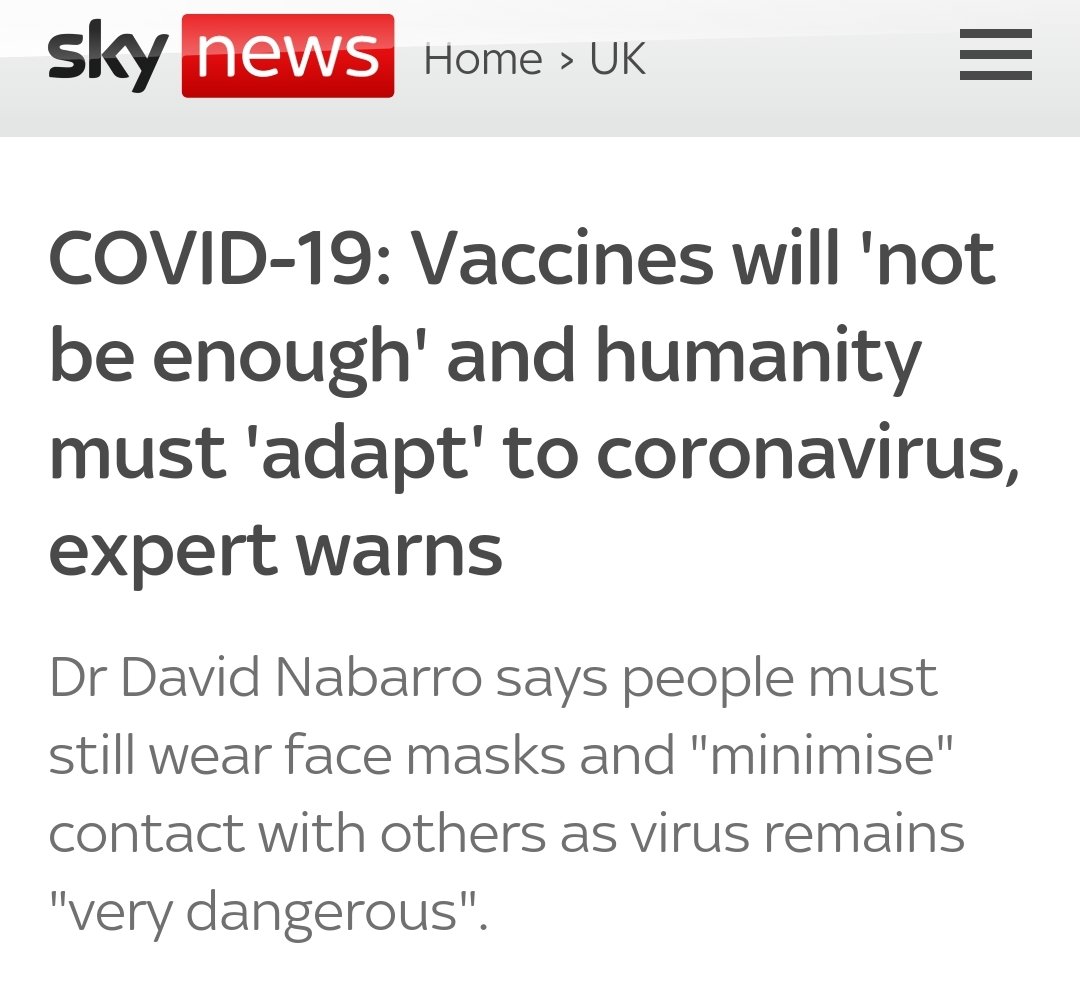 sky news Home > UK
COVID-19: Vaccines will 'not
be enough' and humanity
must 'adapt' to coronavirus,
expert warns
Dr David Nabarro says people must
still wear face masks and "minimise"
contact with others as virus remains
"very dangerous".